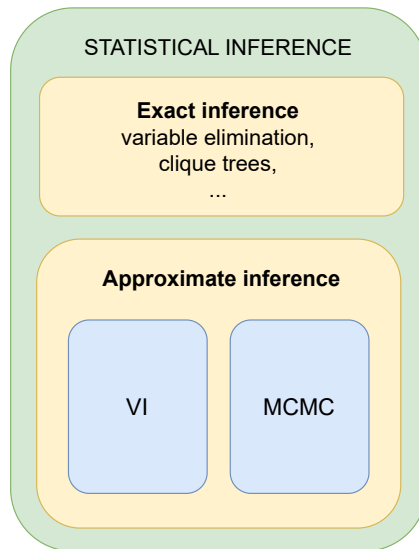 STATISTICAL INFERENCE
Exact inference
variable elimination,
clique trees,
...
Approximate inference
VI
MCMC